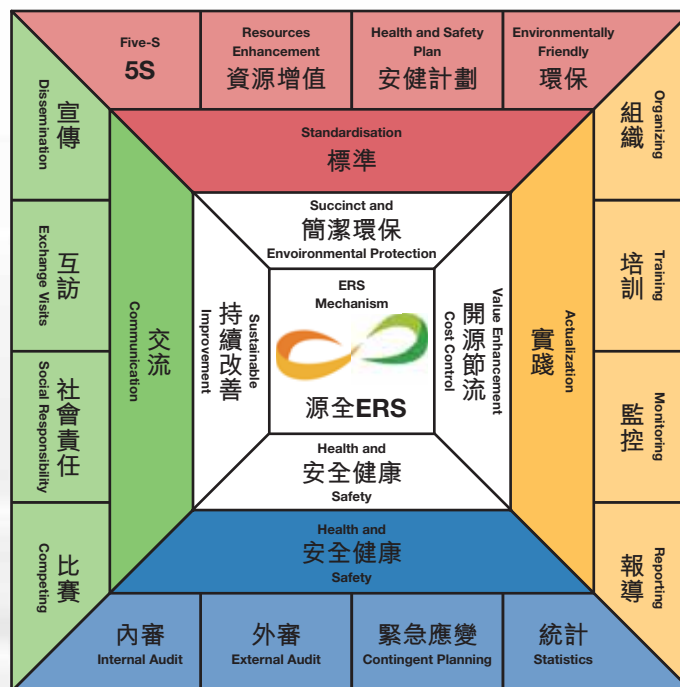 Five-S
5S
Resources
Enhancement
資源增值
Health and Safety
Plan
安健計劃
Environmentally
Friendly
環保
Dissemination
宣傳
Exchange Visits
互訪
Social Responsibility
社會責任
Competing
比賽
Communication
交流
Standardisation
標準
Succinct and
簡潔環保
Envoironmental Protection
Sustainable
Improvement
持續改善
ERS
Mechanism
源全ERS
Value Enhancement
Cost Control
開源節流
Health and
安全健康
Safety
Actualization
實踐
Organizing
組織
Training
培訓
Monitoring
監控
Reporting
報導
Health and
安全健康
Safety
內審
Internal Audit
外審
External Audit
緊急應變
Contingent Planning
統計
Statistics